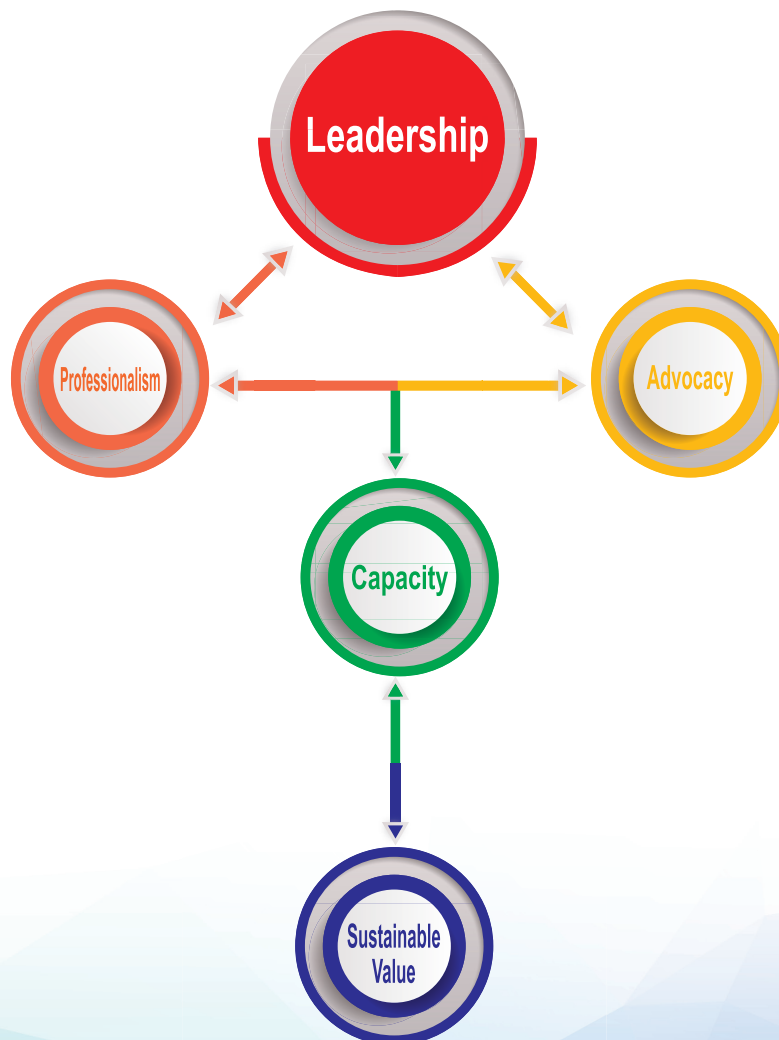 Leadership
Professionalism
Advocacy
Capacity
Sustainable
Value